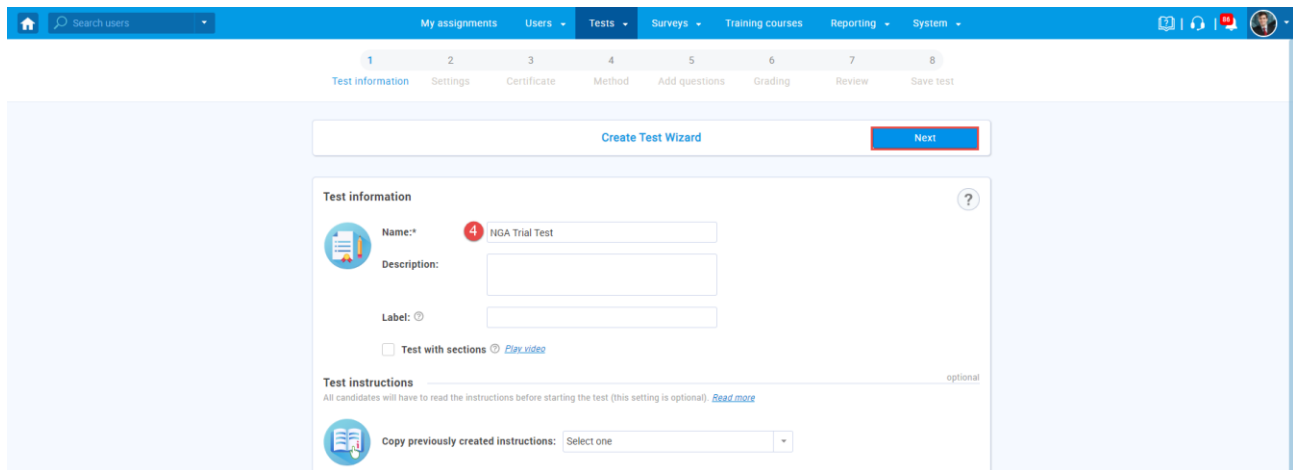 Search users My assignments Users Tests Surveys Training courses Reporting System 86
1 2 3 4 5 6 7 8
Test information Settings Certificate Method Add questions Grading Review Save test
Create Test Wizard Next
Test information ?
Name:* 4 NGA Trial Test
Description:
Label: ?
Test with sections ? Play video
Test instructions optional
All candidates will have to read the instructions before starting the test (this setting is optional). Read more
Copy previously created instructions: Select one